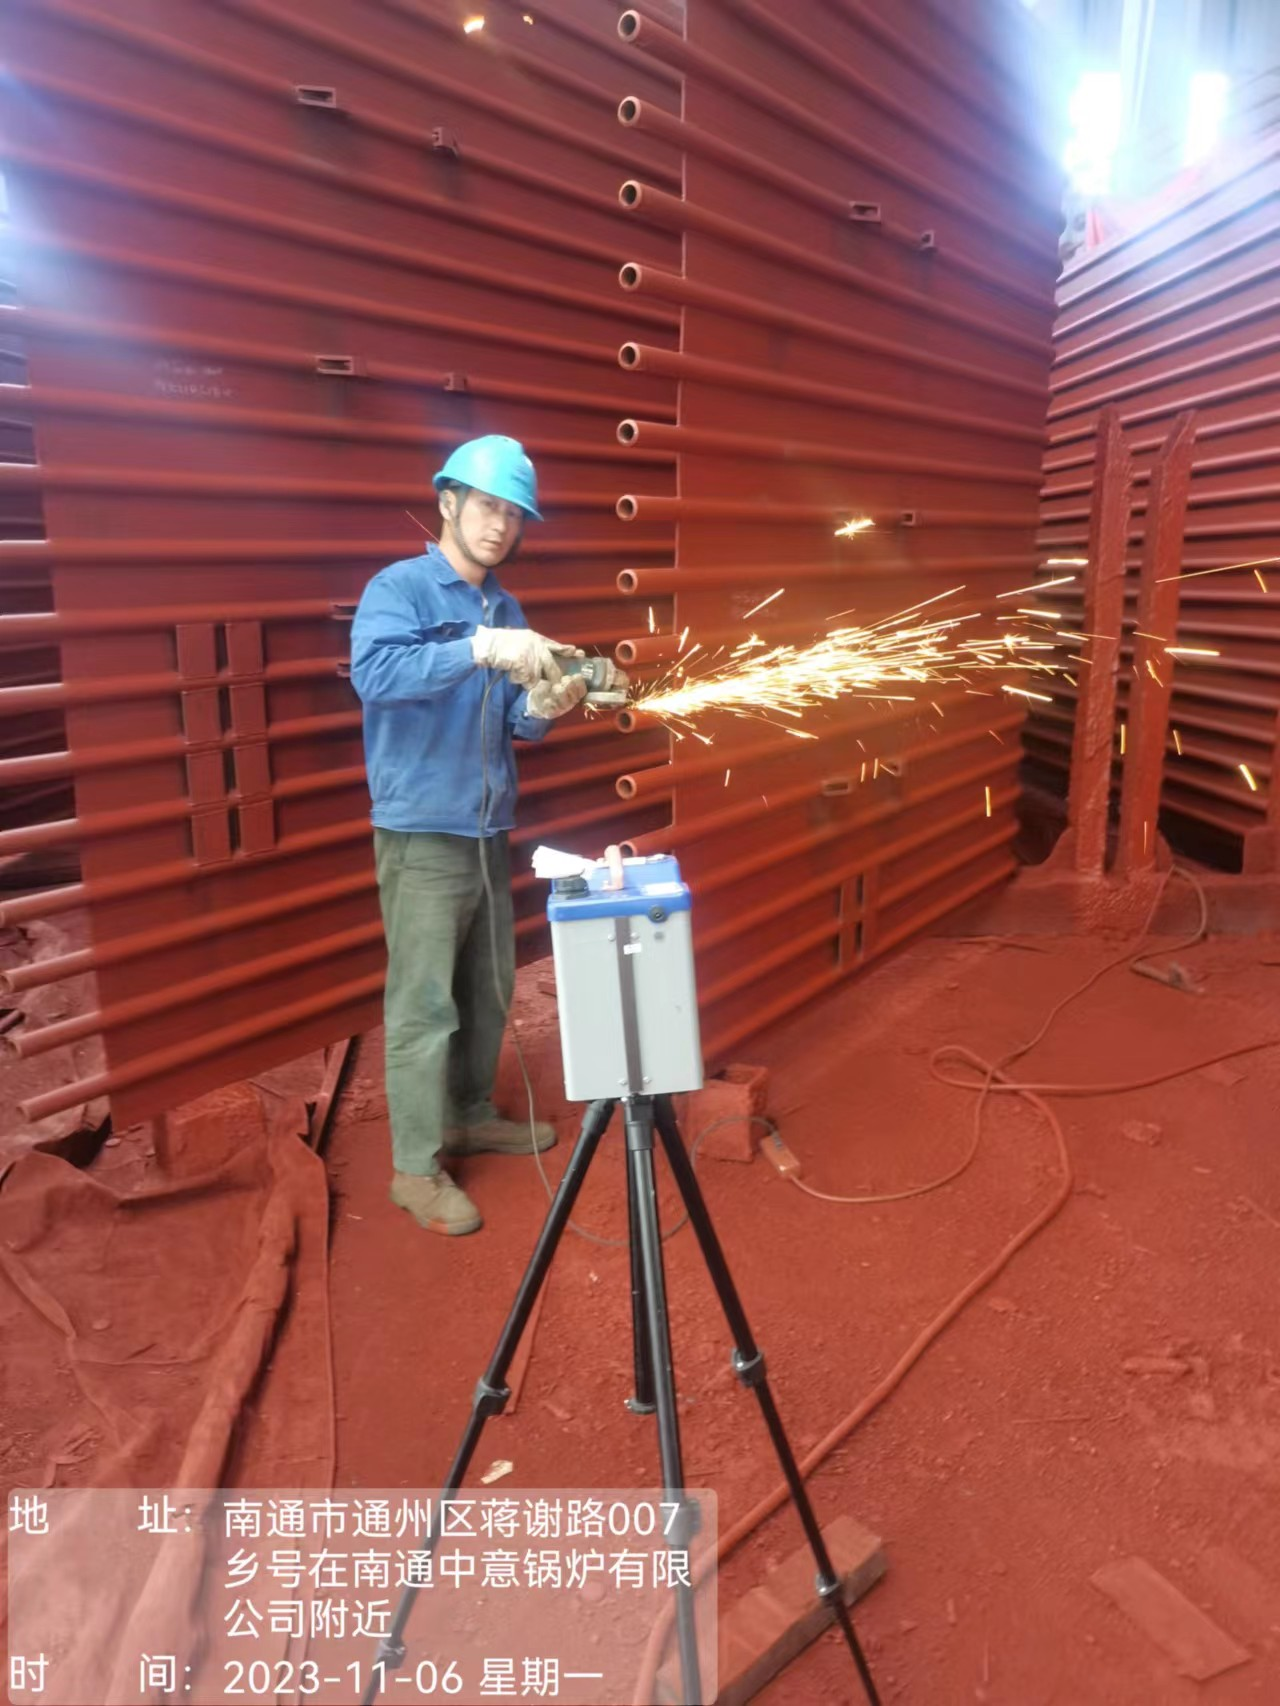 地 址：南通市通州区蒋谢路007
乡号在南通中意锅炉有限
公司附近
时 间：2023-11-06 星期一